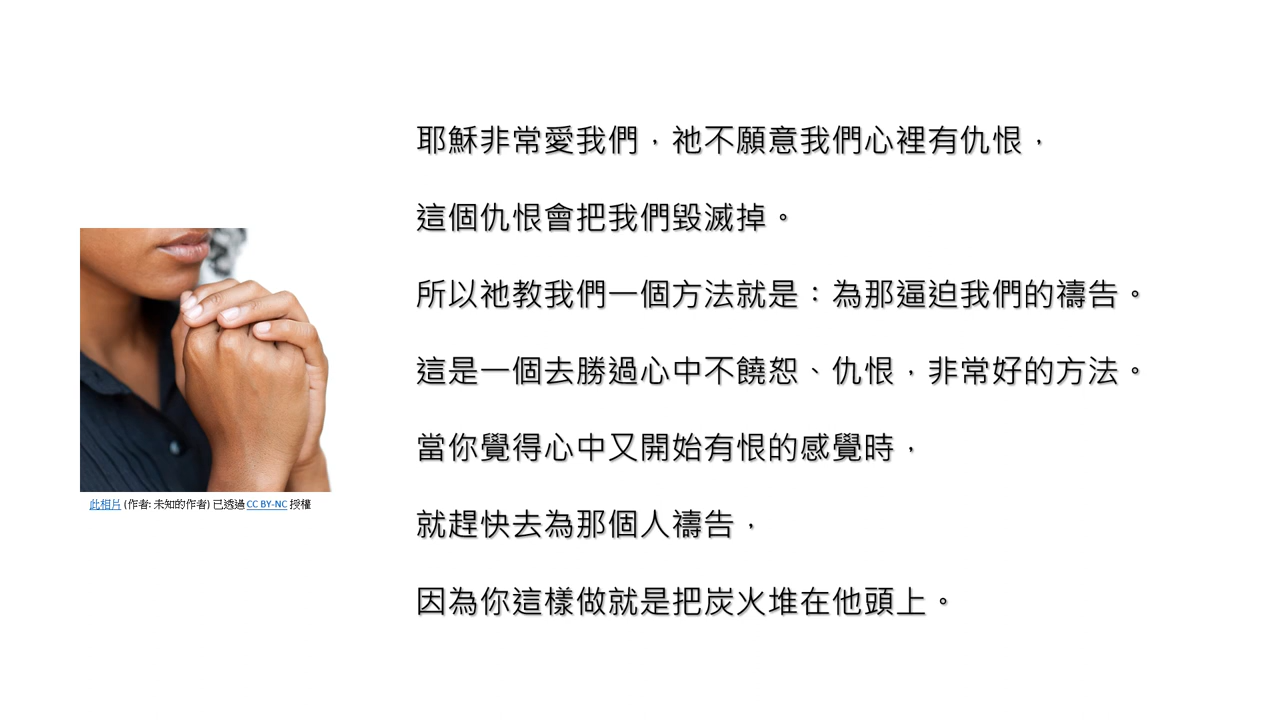 耶穌非常愛我們，祂不願意我們心裡有仇恨，
這個仇恨會把我們毀滅掉。
所以祂教我們一個方法就是：為那逼迫我們的禱告。
這是一個去勝過心中不饒恕、仇恨，非常好的方法。
當你覺得心中又開始有恨的感覺時，
就趕快去為那個人禱告，
因為你這樣做就是把炭火堆在他頭上。
此相片 (作者: 未知的作者) 已透過 CC BY-NC 授權